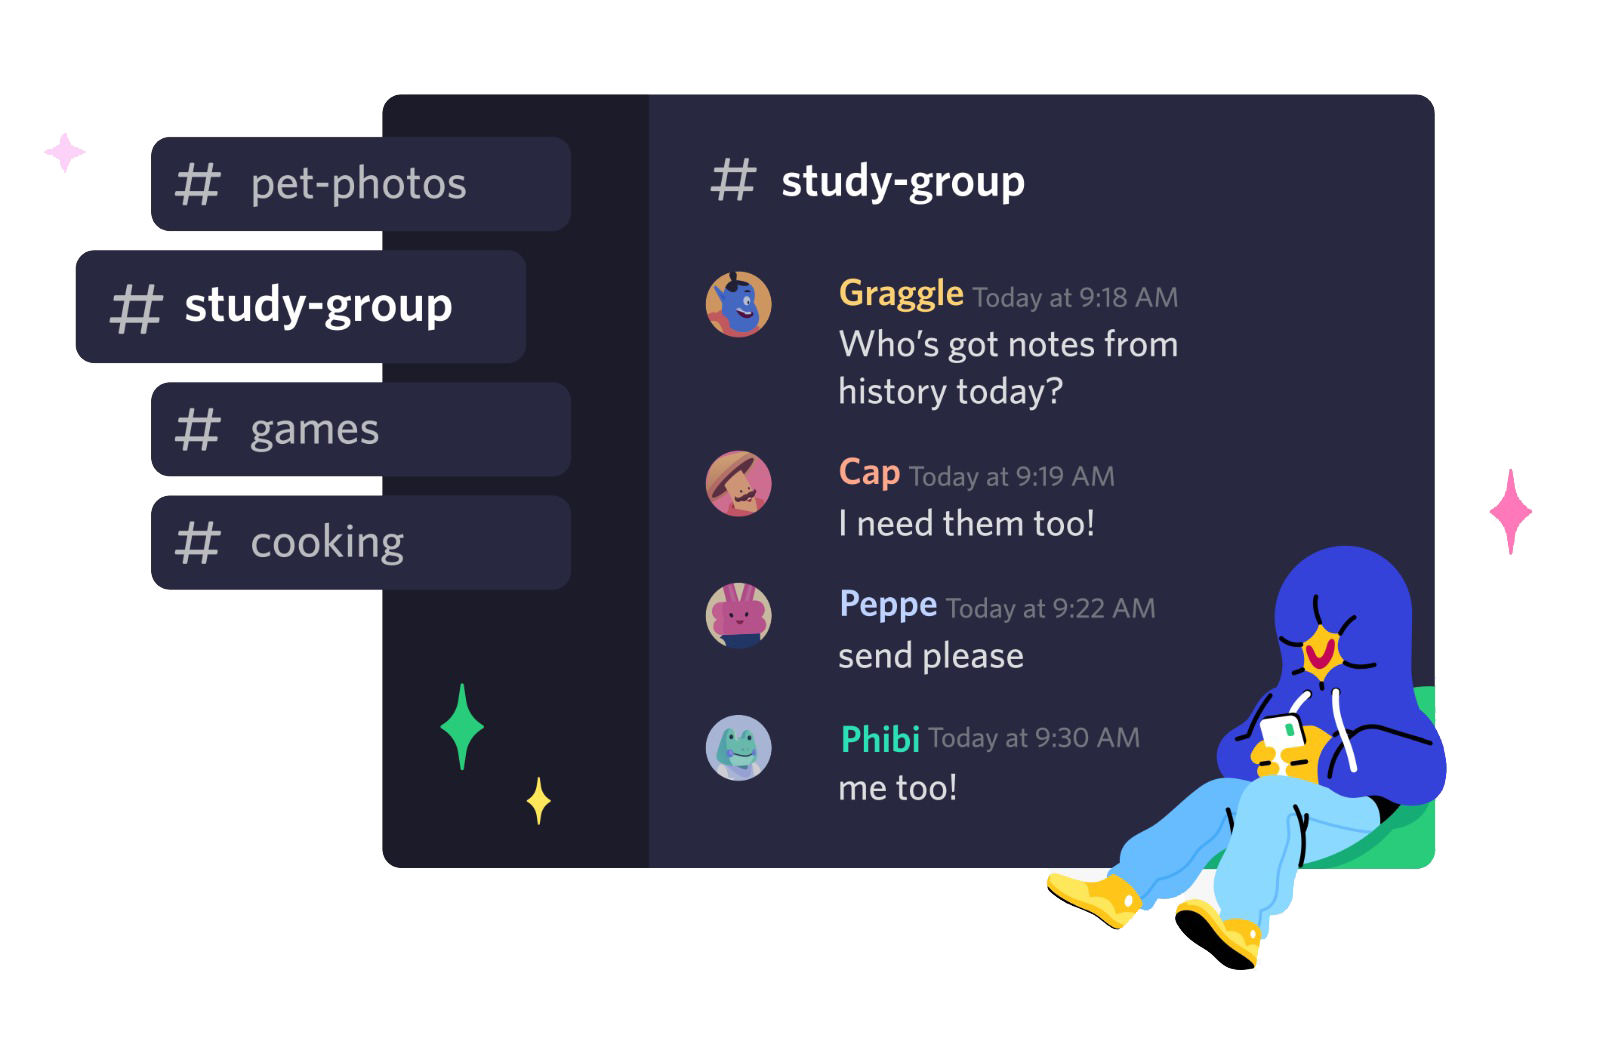 # pet-photos
# study-group
# games
# cooking
# study-group
Graggle Today at 9:18 AM
Who’s got notes from
history today?
Cap Today at 9:19 AM
I need them too!
Peppe Today at 9:22 AM
send please
Phibi Today at 9:30 AM
me too!